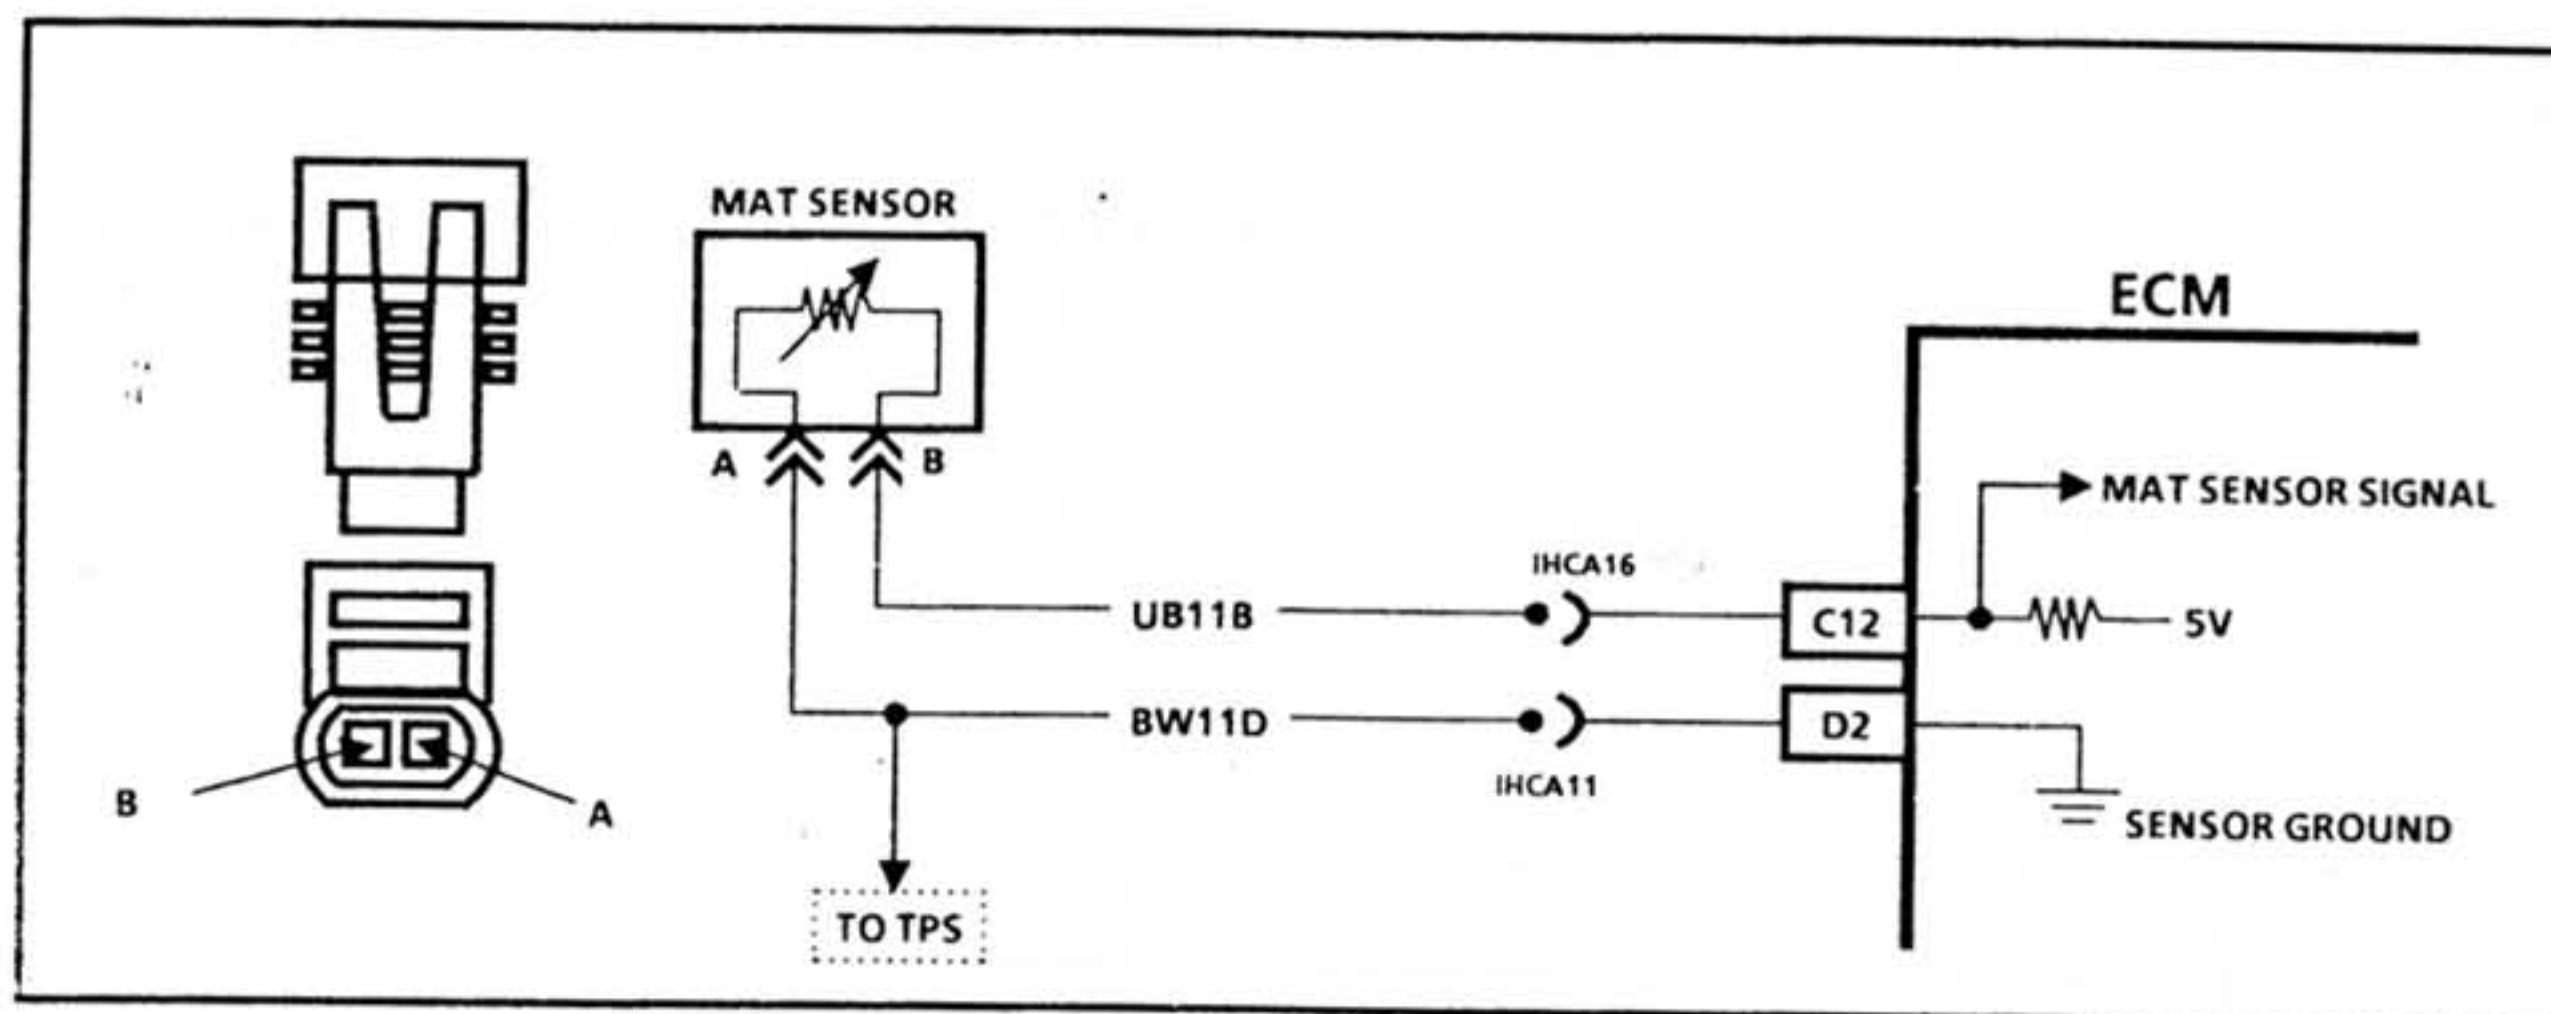 MAT SENSOR
ECM
A
B
MAT SENSOR SIGNAL
IHCA16
UB11B
C12
5V
BW11D
D2
IHCA11
B
A
SENSOR GROUND
TO TPS